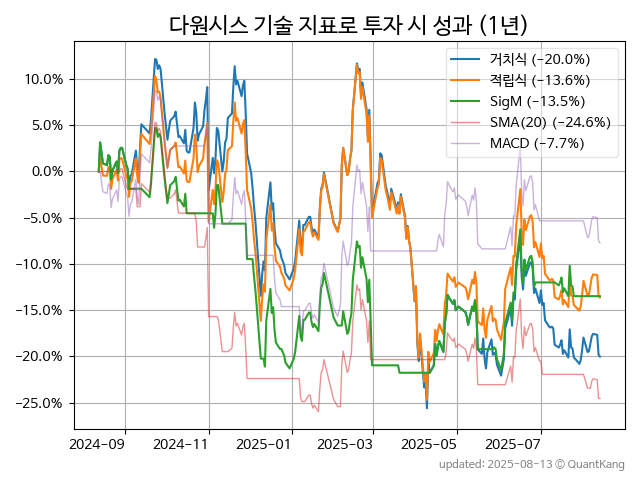 다원시스 기술 지표로 투자 시 성과 (1년)
거치식 (−20.0%)
적립식 (−13.6%)
SigM (−13.5%)
SMA(20) (−24.6%)
MACD (−7.7%)
10.0%
5.0%
0.0%
−5.0%
−10.0%
−15.0%
−20.0%
−25.0%
2024-09 2024-11 2025-01 2025-03 2025-05 2025-07
updated: 2025-08-13 © QuantKang